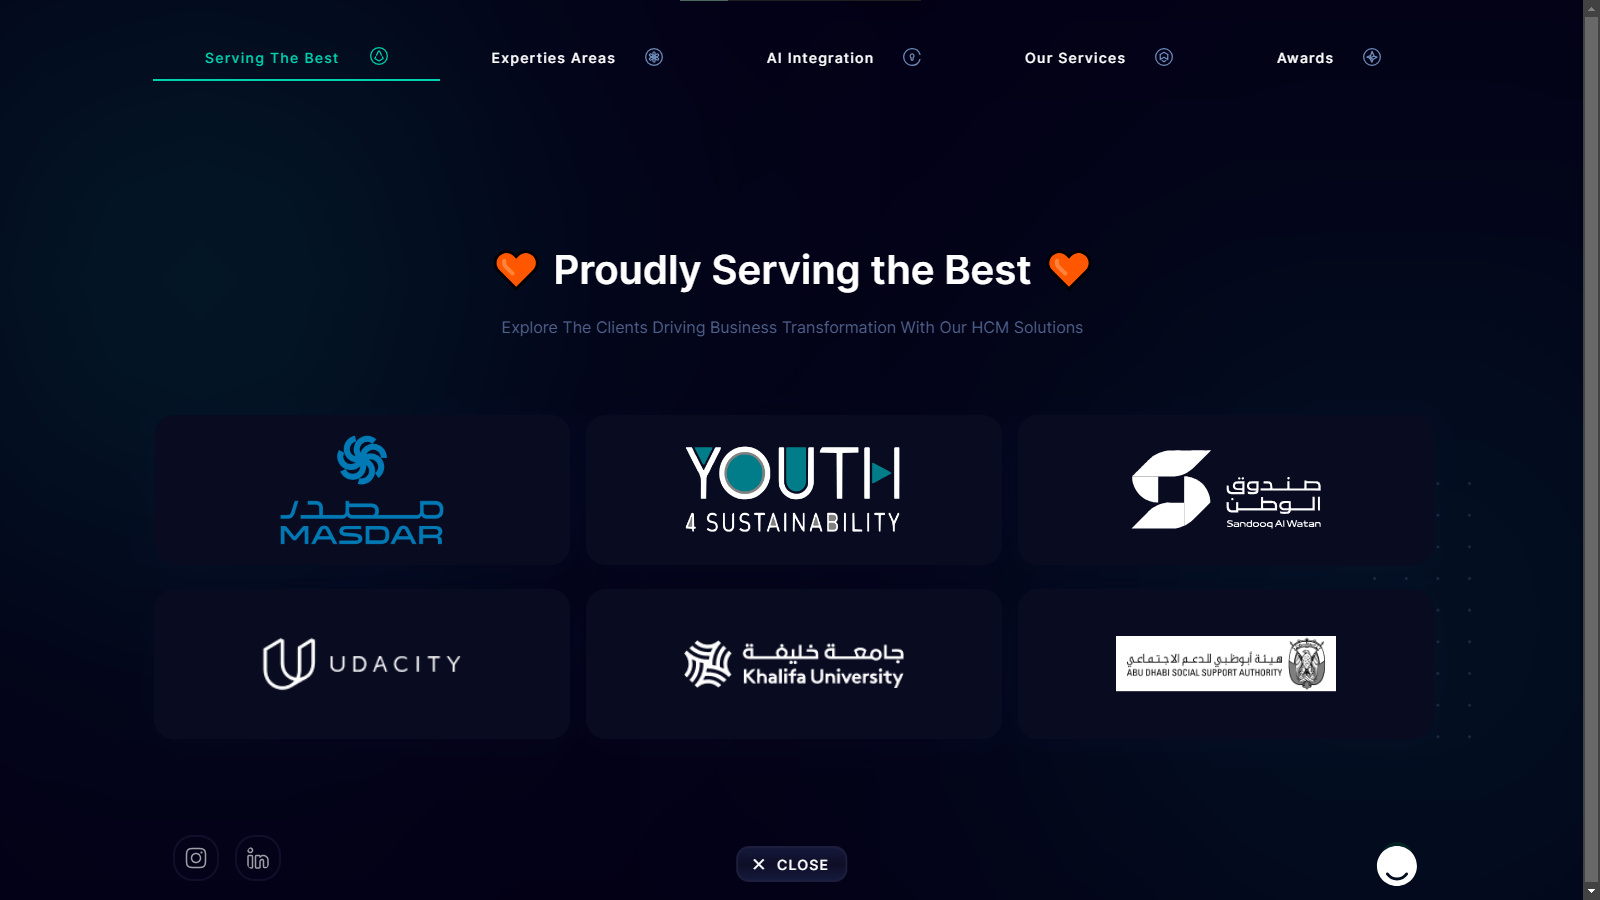 Serving The Best
Experties Areas
AI Integration
Our Services
Awards
Proudly Serving the Best
Explore The Clients Driving Business Transformation With Our HCM Solutions
مصدر
MASDAR
YOUTH
4 SUSTAINABILITY
صندوق
الوطن
Sandooq Al Watan
UDACITY
جامعة خليفة
Khalifa University
هيئة أبوظبي للدعم الاجتماعي
ABU DHABI SOCIAL SUPPORT AUTHORITY
in
CLOSE